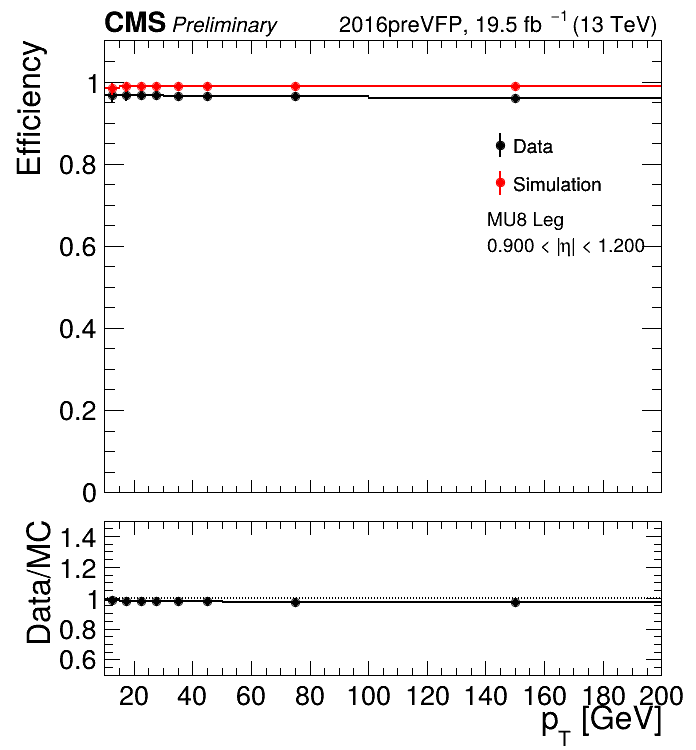 CMS Preliminary 2016preVFP, 19.5 fb⁻¹ (13 TeV)
Efficiency
1
0.8
0.6
0.4
0.2
0
Data
Simulation
MU8 Leg
0.900 < |η| < 1.200
Data/MC
1.4
1.2
1
0.8
0.6
20 40 60 80 100 120 140 160 180 200
p_T [GeV]